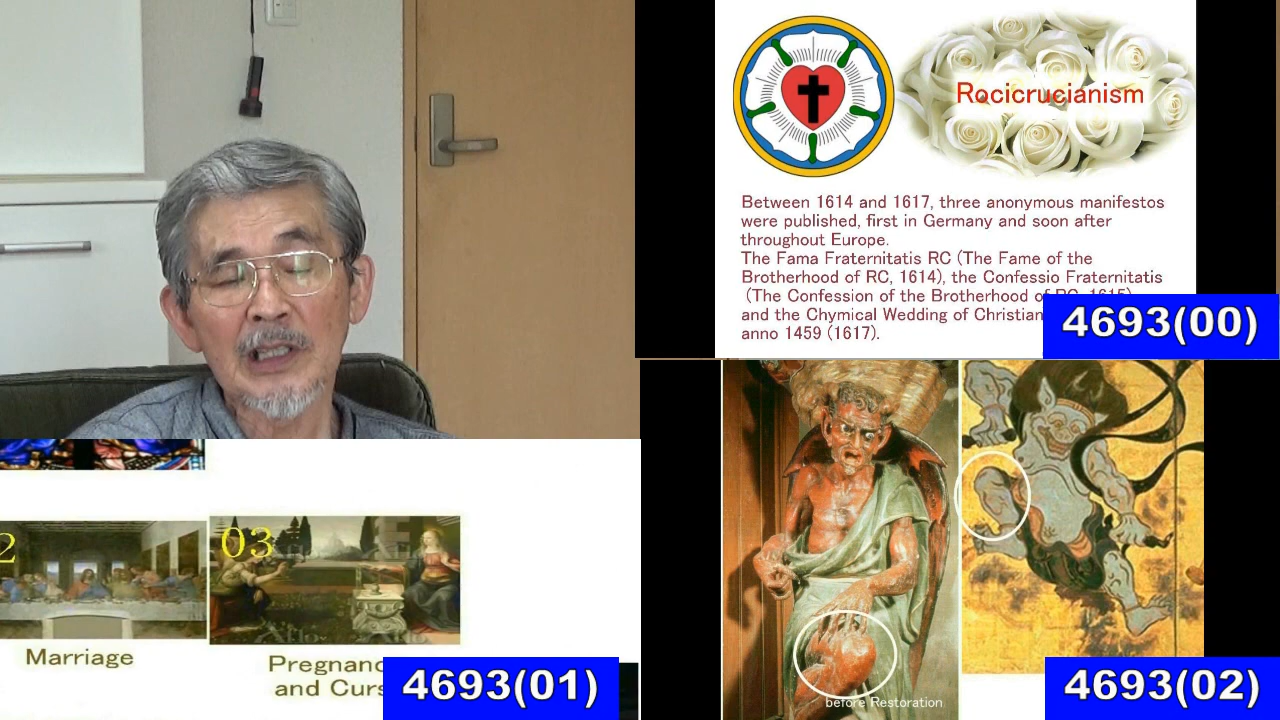 Rocicrucianism
Between 1614 and 1617, three anonymous manifestos
were published, first in Germany and soon after
throughout Europe.
The Fama Fraternitatis RC (The Fame of the
Brotherhood of RC, 1614), the Confessio Fraternitatis
(The Confession of the Brotherhood of RC, 1615)
and the Chymical Wedding of Christian
anno 1459 (1617).
4693(00)
2
03
Marriage
Pregnanc
and Curs
4693(01)
before Restoration
4693(02)